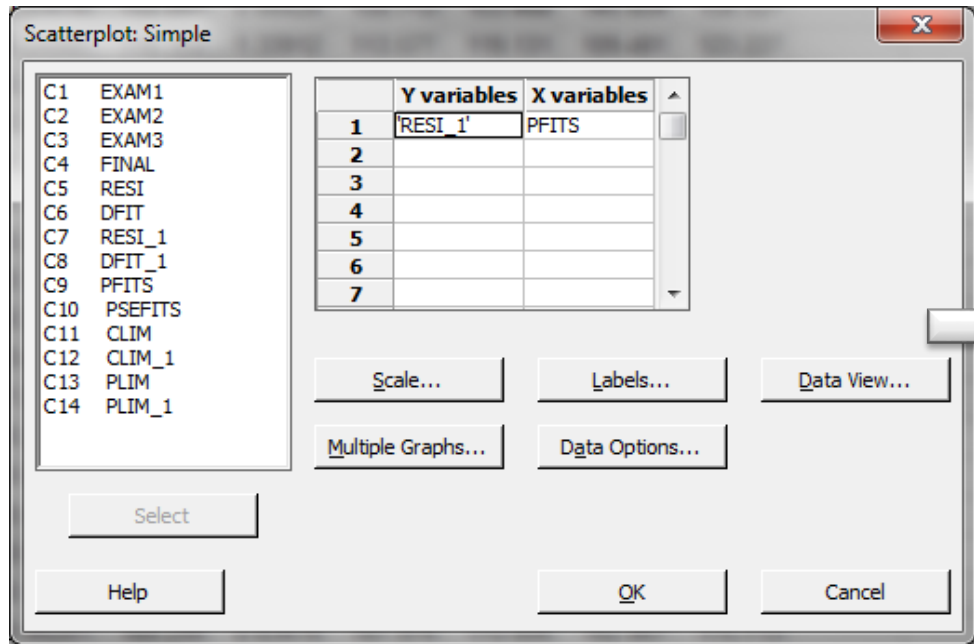 Scatterplot: Simple
C1 EXAM1
C2 EXAM2
C3 EXAM3
C4 FINAL
C5 RESI
C6 DFIT
C7 RESI_1
C8 DFIT_1
C9 PFITS
C10 PSEFITS
C11 CLIM
C12 CLIM_1
C13 PLIM
C14 PLIM_1
Y variables X variables
1 'RESI_1' PFITS
2
3
4
5
6
7
Scale... Labels... Data View...
Multiple Graphs... Data Options...
Select
Help OK Cancel